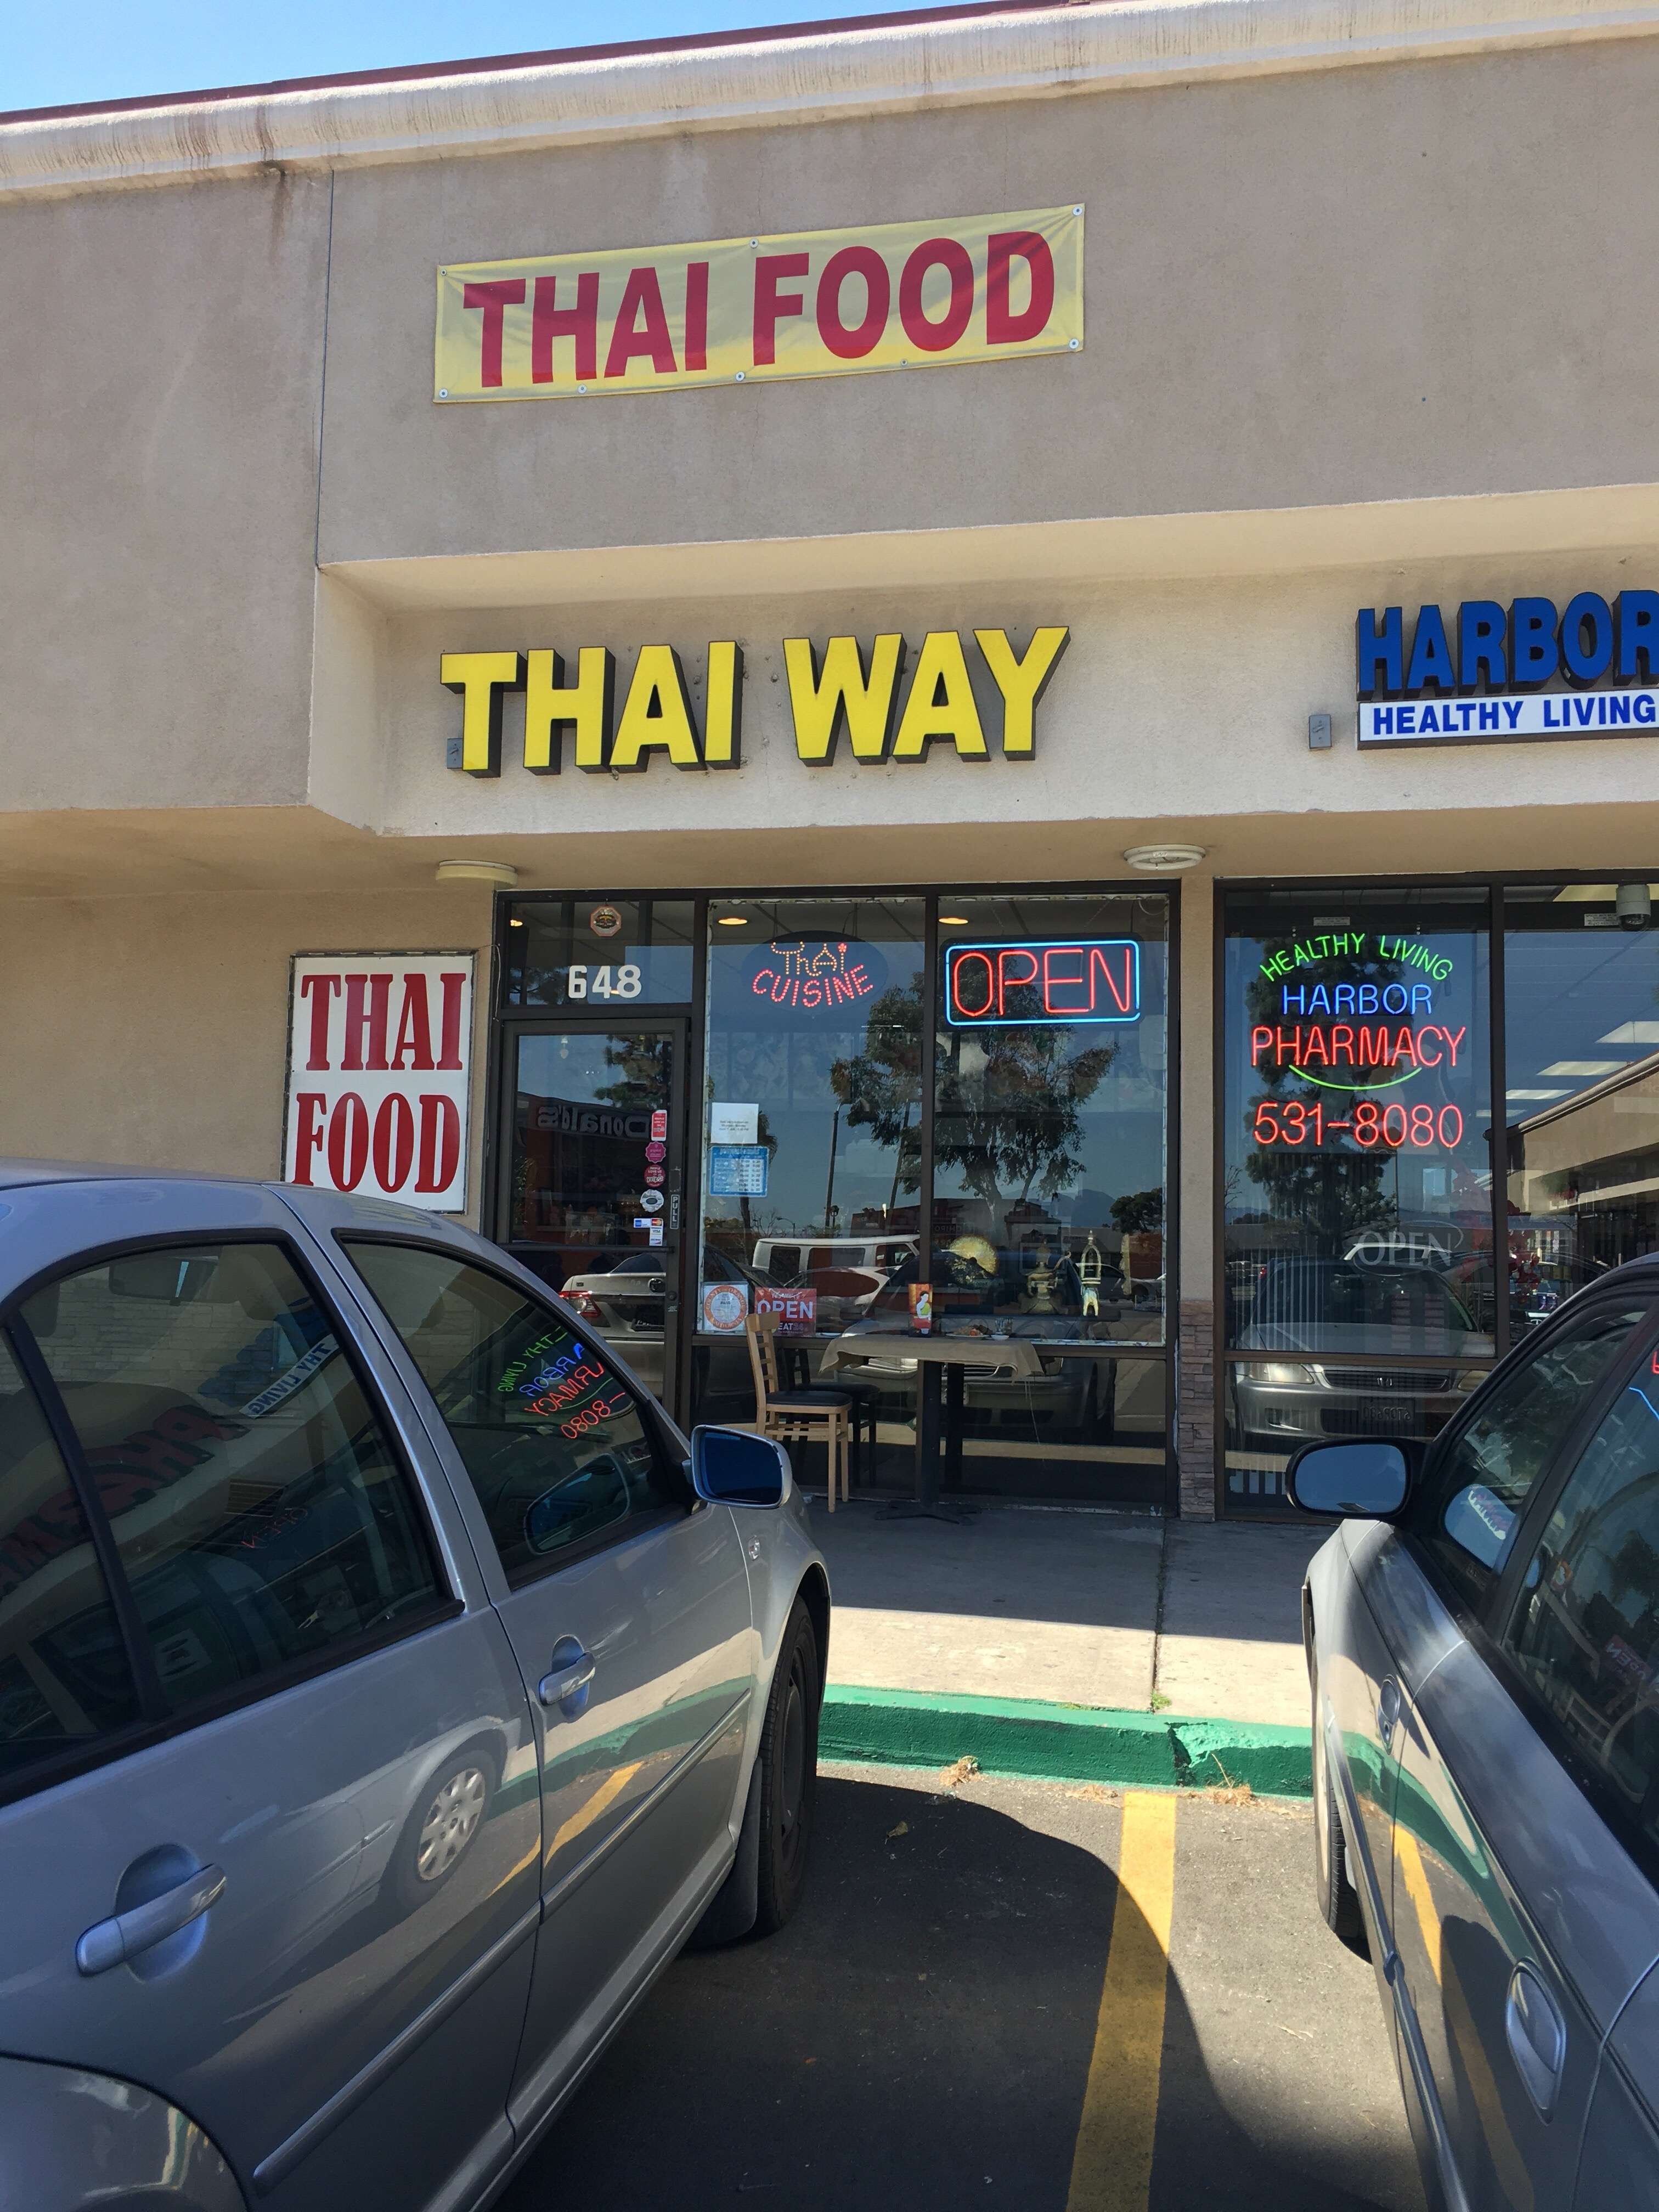 THAI FOOD
THAI WAY
HARBOR
HEALTHY LIVING
THAI
FOOD
648
THAI
CUISINE
OPEN
HEALTHY LIVING
HARBOR
PHARMACY
531-8080
OPEN
PULL
OPEN